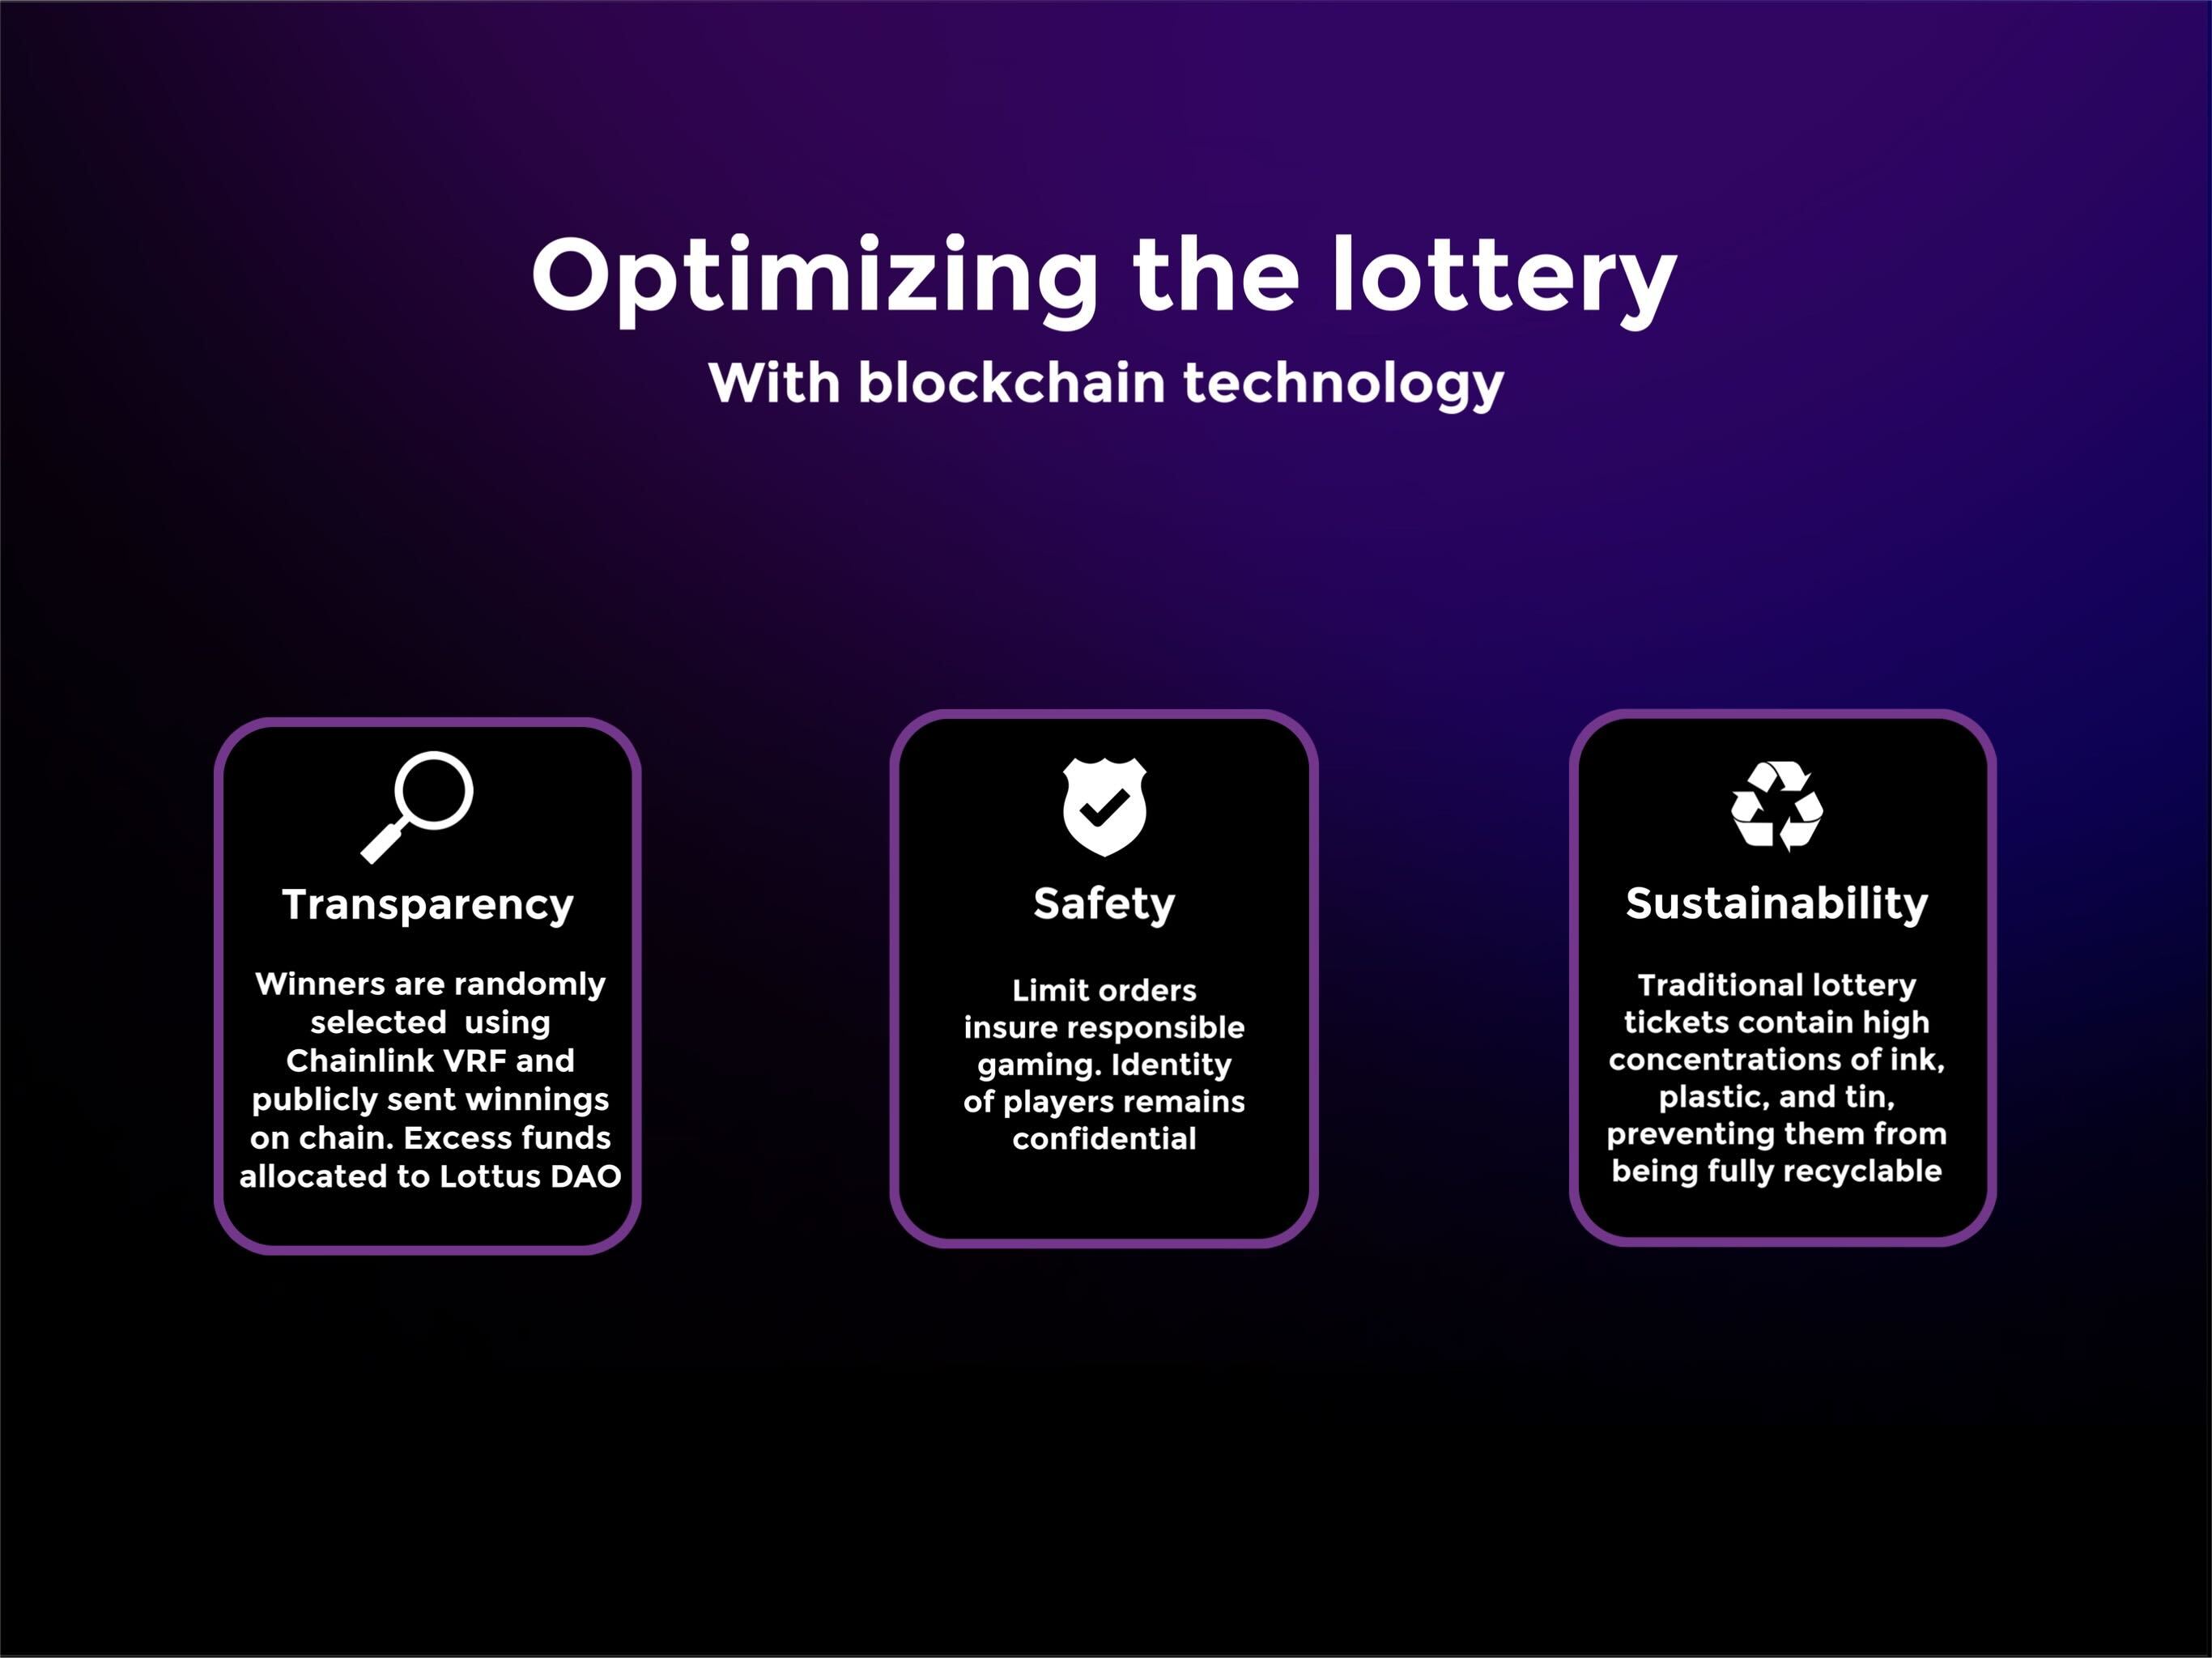 Optimizing the lottery
With blockchain technology
Transparency
Winners are randomly
selected  using
Chainlink VRF and
publicly sent winnings
on chain. Excess funds
allocated to Lottus DAO
Safety
Limit orders
insure responsible
gaming. Identity
of players remains
confidential
Sustainability
Traditional lottery
tickets contain high
concentrations of ink,
plastic, and tin,
preventing them from
being fully recyclable